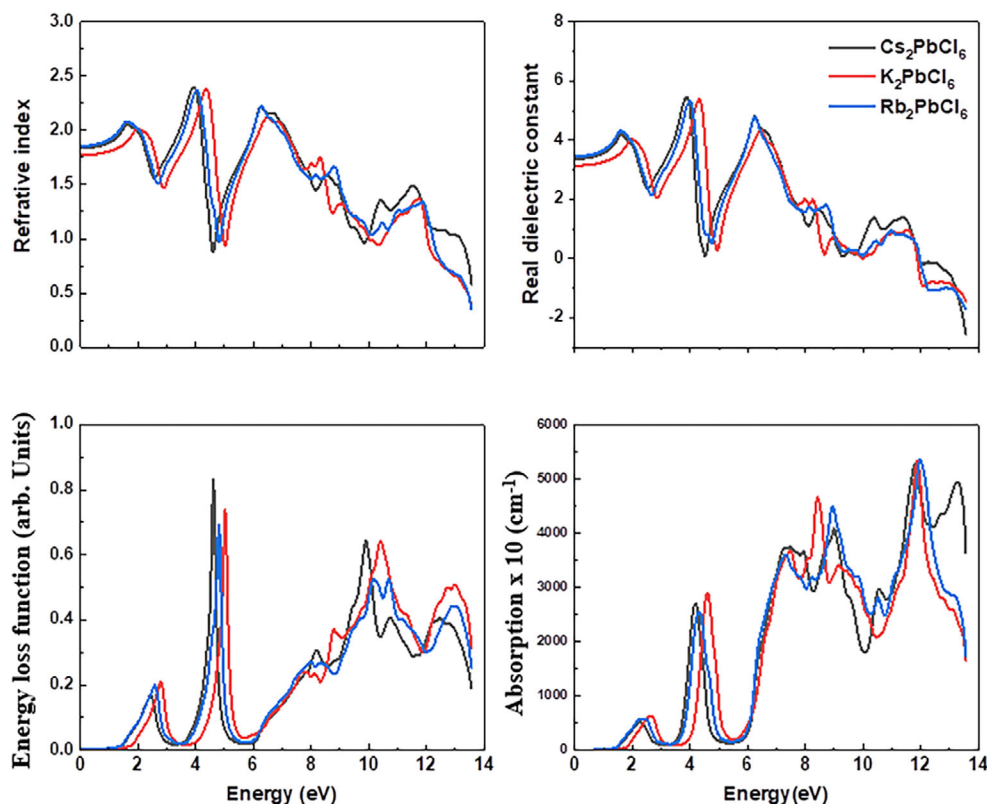 3.0
2.5
2.0
1.5
1.0
0.5
0.0
Refrative index
6
4
2
0
-2
Real dielectric constant
Cs₂PbCl₆
K₂PbCl₆
Rb₂PbCl₆
1.0
0.8
0.6
0.4
0.2
0.0
Energy loss function (arb. Units)
0 2 4 6 8 10 12 14
Energy (eV)
6000
5000
4000
3000
2000
1000
0
Absorption x 10 (cm⁻¹)
0 2 4 6 8 10 12 14
Energy(eV)